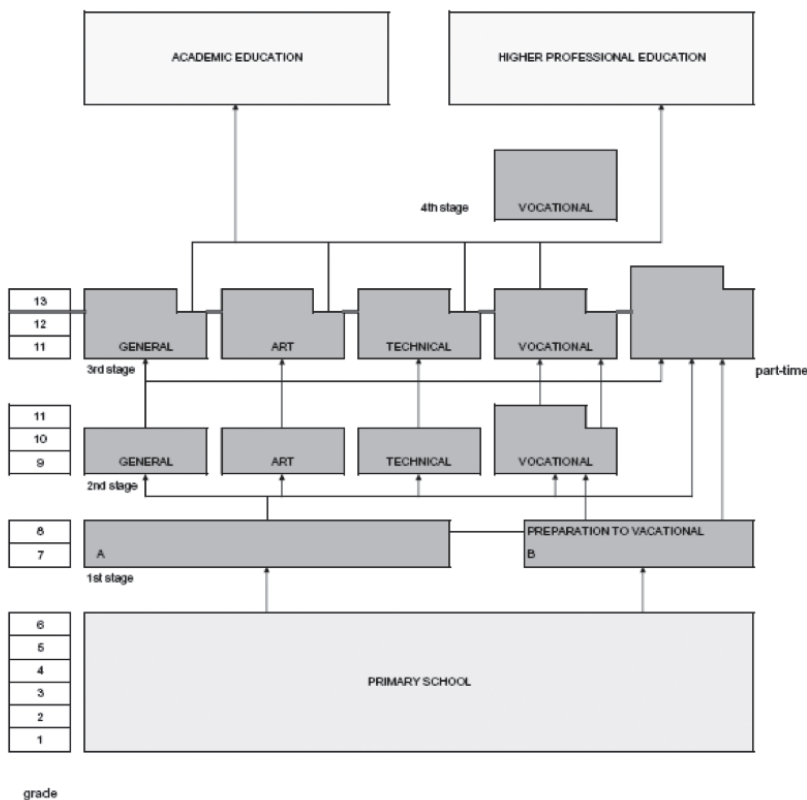 ACADEMIC EDUCATION
HIGHER PROFESSIONAL EDUCATION
4th stage
VOCATIONAL
13
12
11
GENERAL
ART
TECHNICAL
VOCATIONAL
3rd stage
part-time
11
10
9
GENERAL
ART
TECHNICAL
VOCATIONAL
2nd stage
8
7
A
PREPARATION TO VACATIONAL
B
1st stage
6
5
4
3
2
1
PRIMARY SCHOOL
grade